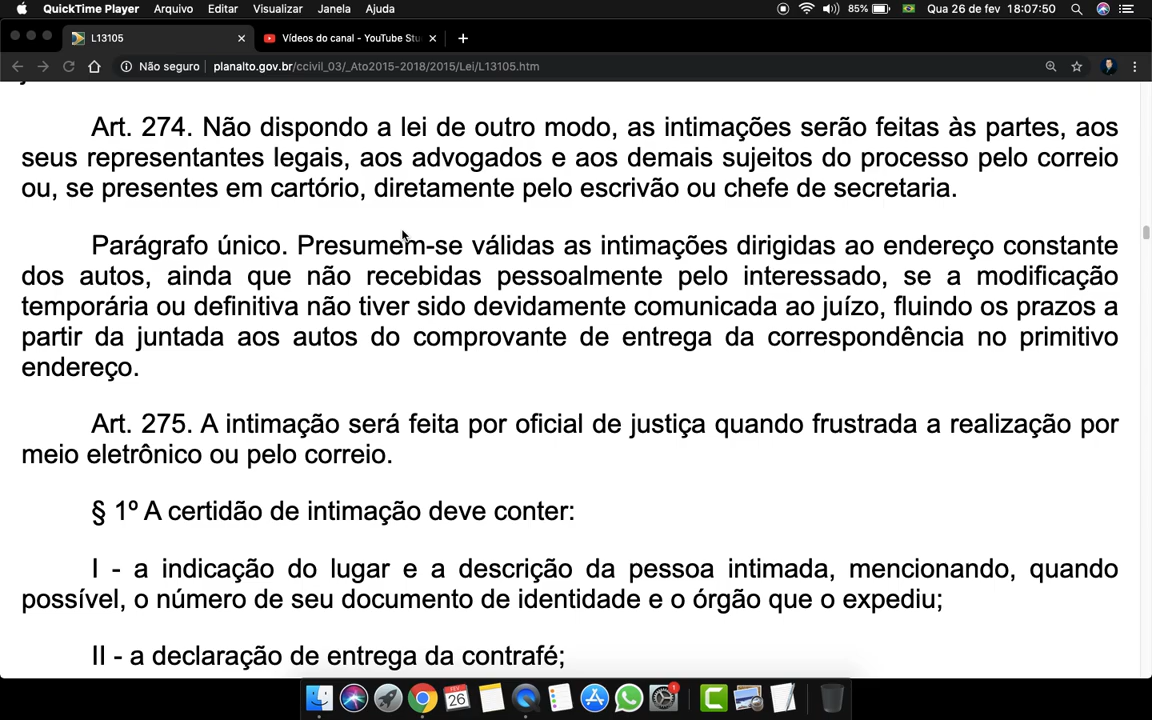 QuickTime Player Arquivo Editar Visualizar Janela Ajuda 85% Qua 26 de fev 18:07:50
L13105 Vídeos do canal - YouTube Stu
Não seguro planalto.gov.br/ccivil_03/_Ato2015-2018/2015/Lei/L13105.htm
Art. 274. Não dispondo a lei de outro modo, as intimações serão feitas às partes, aos
seus representantes legais, aos advogados e aos demais sujeitos do processo pelo correio
ou, se presentes em cartório, diretamente pelo escrivão ou chefe de secretaria.
Parágrafo único. Presumem-se válidas as intimações dirigidas ao endereço constante
dos autos, ainda que não recebidas pessoalmente pelo interessado, se a modificação
temporária ou definitiva não tiver sido devidamente comunicada ao juízo, fluindo os prazos a
partir da juntada aos autos do comprovante de entrega da correspondência no primitivo
endereço.
Art. 275. A intimação será feita por oficial de justiça quando frustrada a realização por
meio eletrônico ou pelo correio.
§ 1º A certidão de intimação deve conter:
I - a indicação do lugar e a descrição da pessoa intimada, mencionando, quando
possível, o número de seu documento de identidade e o órgão que o expediu;
II - a declaração de entrega da contrafé;
FEV
26
1